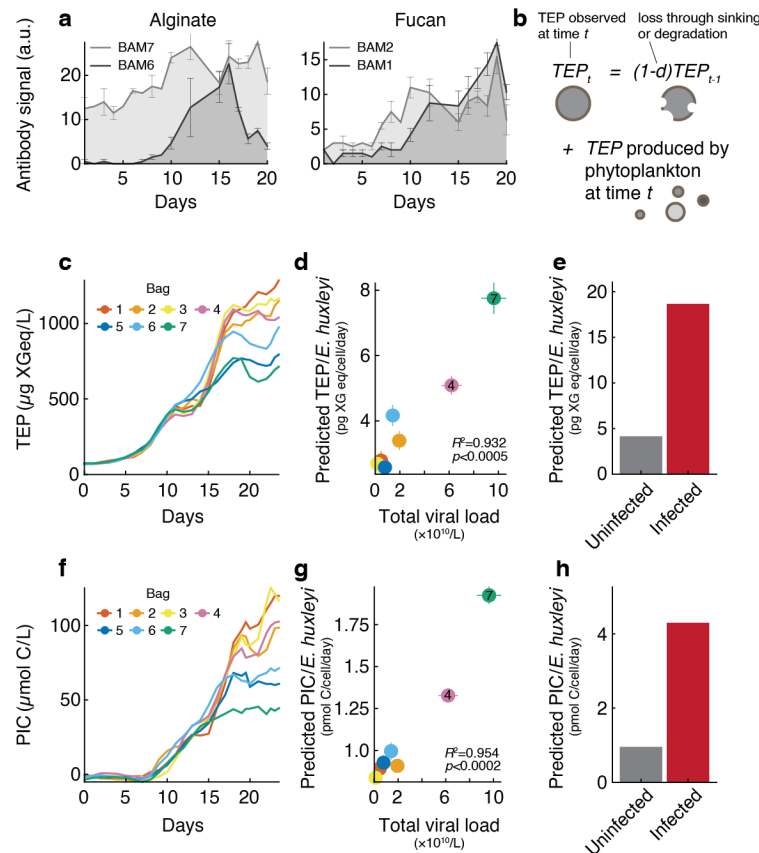 a
Alginate
Antibody signal (a.u.)
BAM7
BAM6
20
10
0
5
10
15
20
Days
Fucan
BAM2
BAM1
15
10
5
0
5
10
15
20
Days
b
TEP observed
at time t
loss through sinking
or degradation
TEPt = (1-d)TEPt-1
+ TEP produced by
phytoplankton
at time t
c
Bag
1 2 3 4
5 6 7
TEP (µg XGeq/L)
1000
500
0
0 5 10 15 20
Days
d
Predicted TEP/E. huxleyi
(pg XG eq/cell/day)
8
6
4
7
4
R²=0.932
p<0.0005
0 2 6 10
Total viral load
(×10¹⁰/L)
e
Predicted TEP/E. huxleyi
(pg XG eq/cell/day)
20
15
10
5
0
Uninfected
Infected
f
Bag
1 2 3 4
5 6 7
PIC (µmol C/L)
100
50
0
0 5 10 15 20
Days
g
Predicted PIC/E. huxleyi
(pmol C/cell/day)
1.75
1.5
1.25
1.0
7
4
R²=0.954
p<0.0002
0 2 6 10
Total viral load
(×10¹⁰/L)
h
Predicted PIC/E. huxleyi
(pmol C/cell/day)
4
2
0
Uninfected
Infected